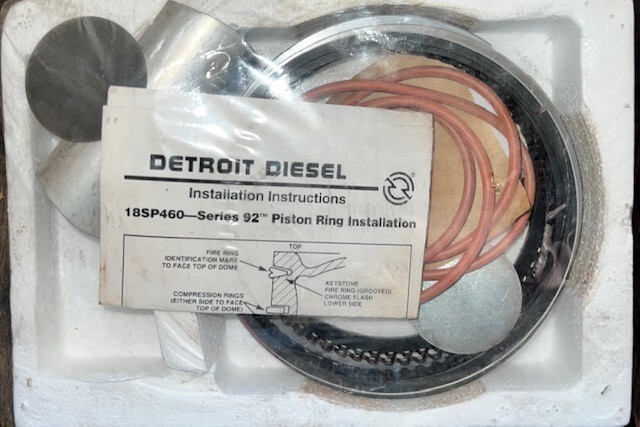 DETROIT DIESEL
Installation Instructions
18SP460—Series 92™ Piston Ring Installation
TOP
FIRE RING
IDENTIFICATION MARK
TO FACE TOP OF DOME
KEYSTONE
FIRE RING (GROOVED)
CHROME FLASH
LOWER SIDE
COMPRESSION RINGS
(EITHER SIDE TO FACE
TOP OF DOME)